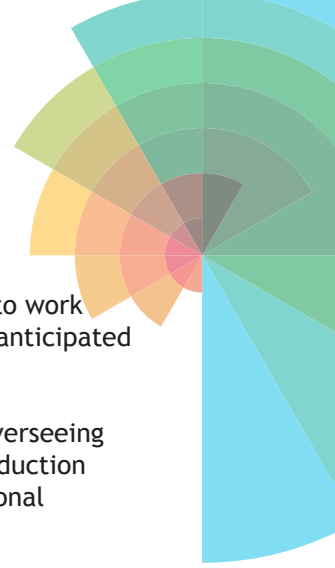 to work
anticipated
verseeing
duction
onal